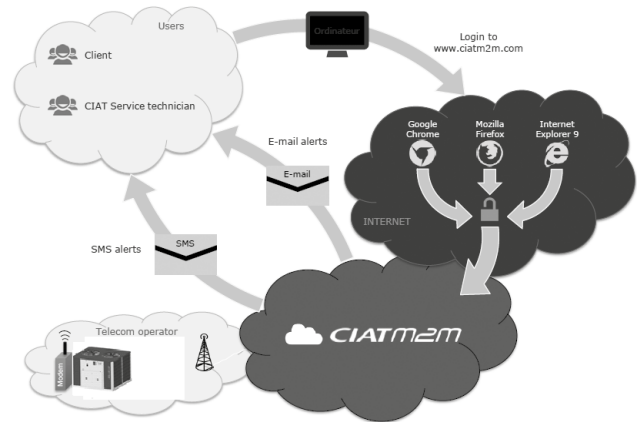 Users
Client
CIAT Service technician
Ordinateur
Login to
www.ciatm2m.com
Google
Chrome
Mozilla
Firefox
Internet
Explorer 9
INTERNET
E-mail alerts
E-mail
SMS alerts
SMS
Telecom operator
Modem
CIATm2m